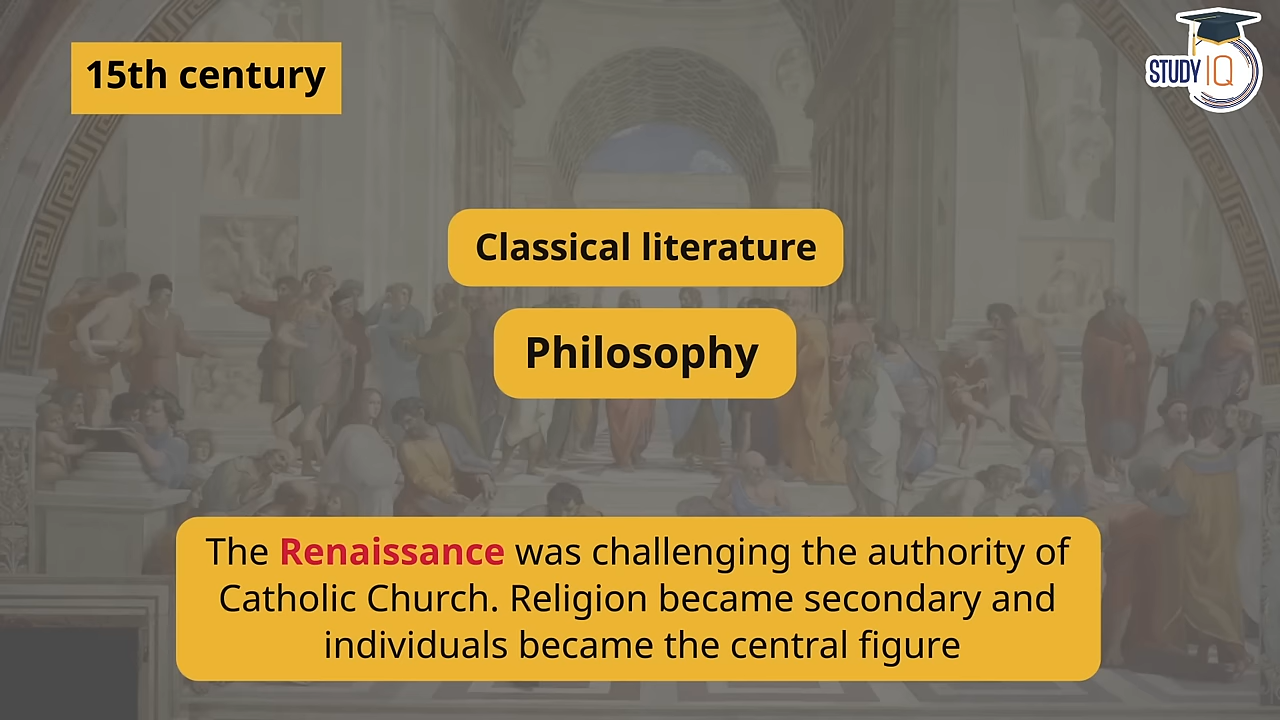 15th century
STUDY IQ
Classical literature
Philosophy
The Renaissance was challenging the authority of
Catholic Church. Religion became secondary and
individuals became the central figure